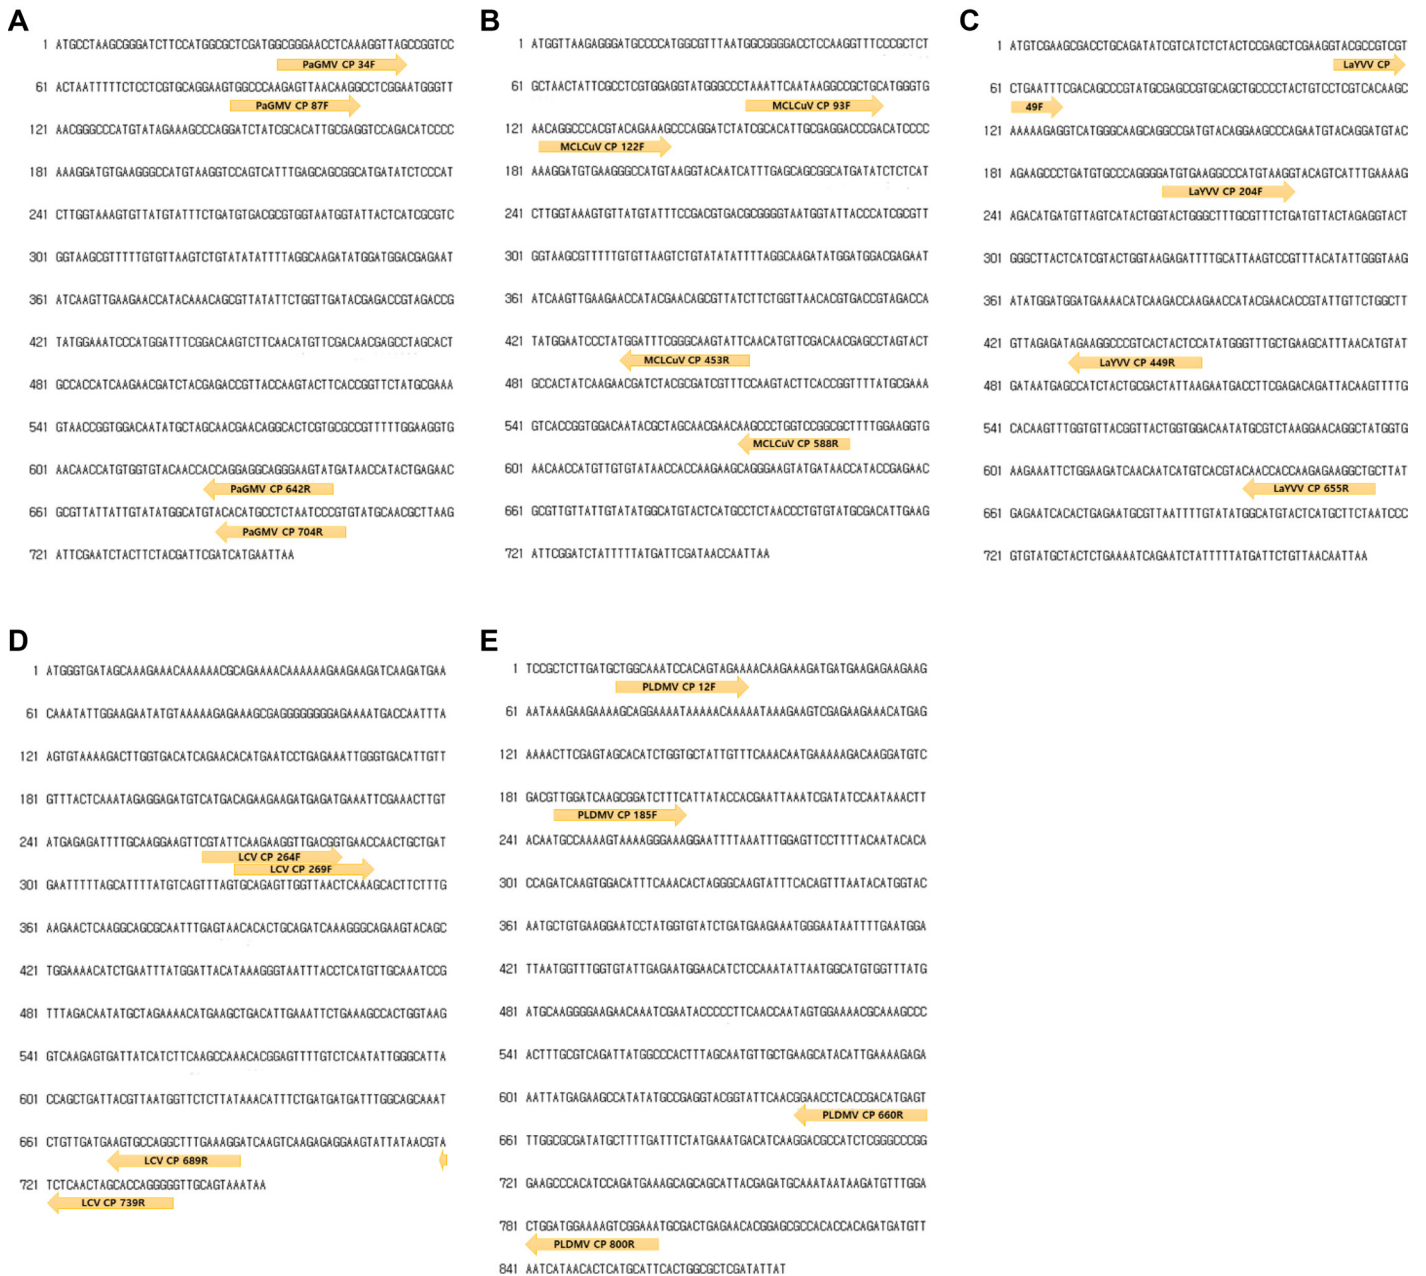 A
1 ATGCCTAAGCGGGATCTTCCATGGCGCTCGATGGCGGGAACCTCAAAGGTTAGCCGGTCC
PaGMV CP 34F
61 ACTAATTTTTCTCCTCGTGCAGGAAGTGGCCCAAGAGTTAACAAGGCCTCGGAATGGGTT
PaGMV CP 87F
121 AACGGGCCCATGTATAGAAAGCCCAGGATCTATCGCACATTGCGAGGTCCAGACATCCCC
181 AAAGGATGTGAAGGGCCATGTAAGGTCCAGTCATTTGAGCAGCGGCATGATATCTCCCAT
241 CTTGGTAAAGTGTTATGTATTTCTGATGTGACGCGTGGTAATGGTATTACTCATCGCGTC
301 GGTAAGCGTTTTTGTGTTAAGTCTGTATATATTTTAGGCAAGATATGGATGGACGAGAAT
361 ATCAAGTTGAAGAACCATACAAACAGCGTTATATTCTGGTTGATACGAGACCGTAGACCG
421 TATGGAAATCCCATGGATTTCGGACAAGTCTTCAACATGTTCGACAACGAGCCTAGCACT
481 GCCACCATCAAGAACGATCTACGAGACCGTTACCAAGTACTTCACCGGTTCTATGCGAAA
541 GTAACCGGTGGACAATATGCTAGCAACGAACAGGCACTCGTGCGCCGTTTTTGGAAGGTG
601 AACAACCATGTGGTGTACAACCACCAGGAGGCAGGGAAGTATGATAACCATACTGAGAAC
PaGMV CP 642R
661 GCGTTATTATTGTATATGGCATGTACACATGCCTCTAATCCCGTGTATGCAACGCTTAAG
PaGMV CP 704R
721 ATTCGAATCTACTTCTACGATTCGATCATGAATTAA
B
1 ATGGTTAAGAGGGATGCCCCATGGCGTTTAATGGCGGGGACCTCCAAGGTTTCCCGCTCT
61 GCTAACTATTCGCCTCGTGGAGGTATGGGCCCTAAATTCAATAAGGCCGCTGCATGGGTG
MCLCuV CP 93F
121 AACAGGCCCACGTACAGAAAGCCCAGGATCTATCGCACATTGCGAGGACCCGACATCCCC
MCLCuV CP 122F
181 AAAGGATGTGAAGGGCCATGTAAGGTACAATCATTTGAGCAGCGGCATGATATCTCTCAT
241 CTTGGTAAAGTGTTATGTATTTCCGACGTGACGCGGGGTAATGGTATTACCCATCGCGTT
301 GGTAAGCGTTTTTGTGTTAAGTCTGTATATATTTTAGGCAAGATATGGATGGACGAGAAT
361 ATCAAGTTGAAGAACCATACGAACAGCGTTATCTTCTGGTTAACACGTGACCGTAGACCA
421 TATGGAATCCCTATGGATTTCGGGCAAGTATTCAACATGTTCGACAACGAGCCTAGTACT
MCLCuV CP 453R
481 GCCACTATCAAGAACGATCTACGCGATCGTTTCCAAGTACTTCACCGGTTTTATGCGAAA
541 GTCACCGGTGGACAATACGCTAGCAACGAACAAGCCCTGGTCCGGCGCTTTTGGAAGGTG
MCLCuV CP 588R
601 AACAACCATGTTGTGTATAACCACCAAGAAGCAGGGAAGTATGATAACCATACCGAGAAC
661 GCGTTGTTATTGTATATGGCATGTACTCATGCCTCTAACCCTGTGTATGCGACATTGAAG
721 ATTCGGATCTATTTTTATGATTCGATAACCAATTAA
C
1 ATGTCGAAGCGACCTGCAGATATCGTCATCTCTACTCCGAGCTCGAAGGTACGCCGTCGT
LaYVV CP
61 CTGAATTTCGACAGCCCGTATGCGAGCCGTGCAGCTGCCCCTACTGTCCTCGTCACAAGC
49F
121 AAAAAGAGGTCATGGGCAAGCAGGCCGATGTACAGGAAGCCCAGAATGTACAGGATGTAC
181 AGAAGCCCTGATGTGCCCAGGGGATGTGAAGGCCCATGTAAGGTACAGTCATTTGAAAAG
LaYVV CP 204F
241 AGACATGATGTTAGTCATACTGGTACTGGGCTTTGCGTTTCTGATGTTACTAGAGGTACT
301 GGGCTTACTCATCGTACTGGTAAGAGATTTTGCATTAAGTCCGTTTACATATTGGGTAAG
361 ATATGGATGGATGAAAACATCAAGACCAAGAACCATACGAACACCGTATTGTTCTGGCTT
421 GTTAGAGATAGAAGGCCCGTCACTACTCCATATGGGTTTGCTGAAGCATTTAACATGTAT
LaYVV CP 449R
481 GATAATGAGCCATCTACTGCGACTATTAAGAATGACCTTCGAGACAGATTACAAGTTTTG
541 CACAAGTTTGGTGTTACGGTTACTGGTGGACAATATGCGTCTAAGGAACAGGCTATGGTG
601 AAGAAATTCTGGAAGATCAACAATCATGTCACGTACAACCACCAAGAGAAGGCTGCTTAT
LaYVV CP 655R
661 GAGAATCACACTGAGAATGCGTTAATTTTGTATATGGCATGTACTCATGCTTCTAATCCC
721 GTGTATGCTACTCTGAAAATCAGAATCTATTTTTATGATTCTGTTAACAATTAA
D
1 ATGGGTGATAGCAAAGAAACAAAAAACGCAGAAAACAAAAAAGAAGAAGATCAAGATGAA
61 CAAATATTGGAAGAATATGTAAAAAGAGAAAGCGAGGGGGGGGAGAAAATGACCAATTTA
121 AGTGTAAAAGACTTGGTGACATCAGAACACATGAATCCTGAGAAATTGGGTGACATTGTT
181 GTTTACTCAAATAGAGGAGATGTCATGACAGAAGAAGATGAGATGAAATTCGAAACTTGT
241 ATGAGAGATTTTGCAAGGAAGTTCGTATTCAAGAAGGTTGACGGTGAACCAACTGCTGAT
LCV CP 264F
LCV CP 269F
301 GAATTTTTAGCATTTTATGTCAGTTTAGTGCAGAGTTGGTTAACTCAAAGCACTTCTTTG
361 AAGAACTCAAGGCAGCGCAATTTGAGTAACACACTGCAGATCAAAGGGCAGAAGTACAGC
421 TGGAAAACATCTGAATTTATGGATTACATAAAGGGTAATTTACCTCATGTTGCAAATCCG
481 TTTAGACAATATGCTAGAAAACATGAAGCTGACATTGAAATTCTGAAAGCCACTGGTAAG
541 GTCAAGAGTGATTATCATCTTCAAGCCAAACACGGAGTTTTGTCTCAATATTGGGCATTA
601 CCAGCTGATTACGTTAATGGTTCTCTTATAAACATTTCTGATGATGATTTGGCAGCAAAT
661 CTGTTGATGAAGTGCCAGGCTTTGAAAGGATCAAGTCAAGAGAGGAAGTATTATAACGTA
LCV CP 689R
721 TCTCAACTAGCACCAGGGGGTTGCAGTAAATAA
LCV CP 739R
E
1 TCCGCTCTTGATGCTGGCAAATCCACAGTAGAAAACAAGAAAGATGATGAAGAGAAGAAG
PLDMV CP 12F
61 AATAAAGAAGAAAAGCAGGAAAATAAAAACAAAAATAAAGAAGTCGAGAAGAAACATGAG
121 AAAACTTCGAGTAGCACATCTGGTGCTATTGTTTCAAACAATGAAAAAGACAAGGATGTC
181 GACGTTGGATCAAGCGGATCTTTCATTATACCACGAATTAAATCGATATCCAATAAACTT
PLDMV CP 185F
241 ACAATGCCAAAAGTAAAAGGGAAAGGAATTTTAAATTTGGAGTTCCTTTTACAATACACA
301 CCAGATCAAGTGGACATTTCAAACACTAGGGCAAGTATTTCACAGTTTAATACATGGTAC
361 AATGCTGTGAAGGAATCCTATGGTGTATCTGATGAAGAAATGGGAATAATTTTGAATGGA
421 TTAATGGTTTGGTGTATTGAGAATGGAACATCTCCAAATATTAATGGCATGTGGTTTATG
481 ATGCAAGGGGAAGAACAAATCGAATACCCCCTTCAACCAATAGTGGAAAACGCAAAGCCC
541 ACTTTGCGTCAGATTATGGCCCACTTTAGCAATGTTGCTGAAGCATACATTGAAAAGAGA
601 AATTATGAGAAGCCATATATGCCGAGGTACGGTATTCAACGGAACCTCACCGACATGAGT
PLDMV CP 660R
661 TTGGCGCGATATGCTTTTGATTTCTATGAAATGACATCAAGGACGCCATCTCGGGCCCGG
721 GAAGCCCACATCCAGATGAAAGCAGCAGCATTACGAGATGCAAATAATAAGATGTTTGGA
781 CTGGATGGAAAAGTCGGAAATGCGACTGAGAACACGGAGCGCCACACCACAGATGATGTT
PLDMV CP 800R
841 AATCATAACACTCATGCATTCACTGGCGCTCGATATTAT